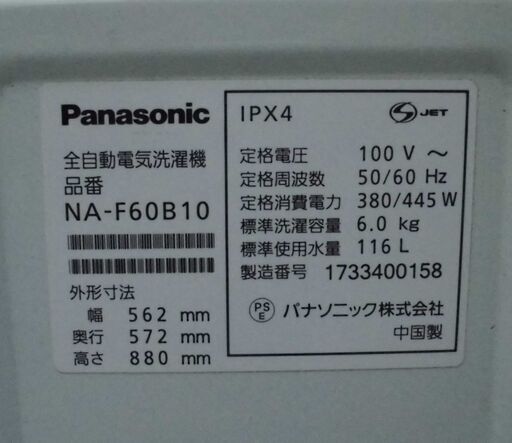 Panasonic
全自動電気洗濯機
品番
NA-F60B10
外形寸法
幅 562 mm
奥行 572 mm
高さ 880 mm
IPX4
S JET
定格電圧 100 V ～
定格周波数 50/60 Hz
定格消費電力 380/445 W
標準洗濯容量 6.0 kg
標準使用水量 116 L
製造番号 1733400158
PS E パナソニック株式会社
中国製